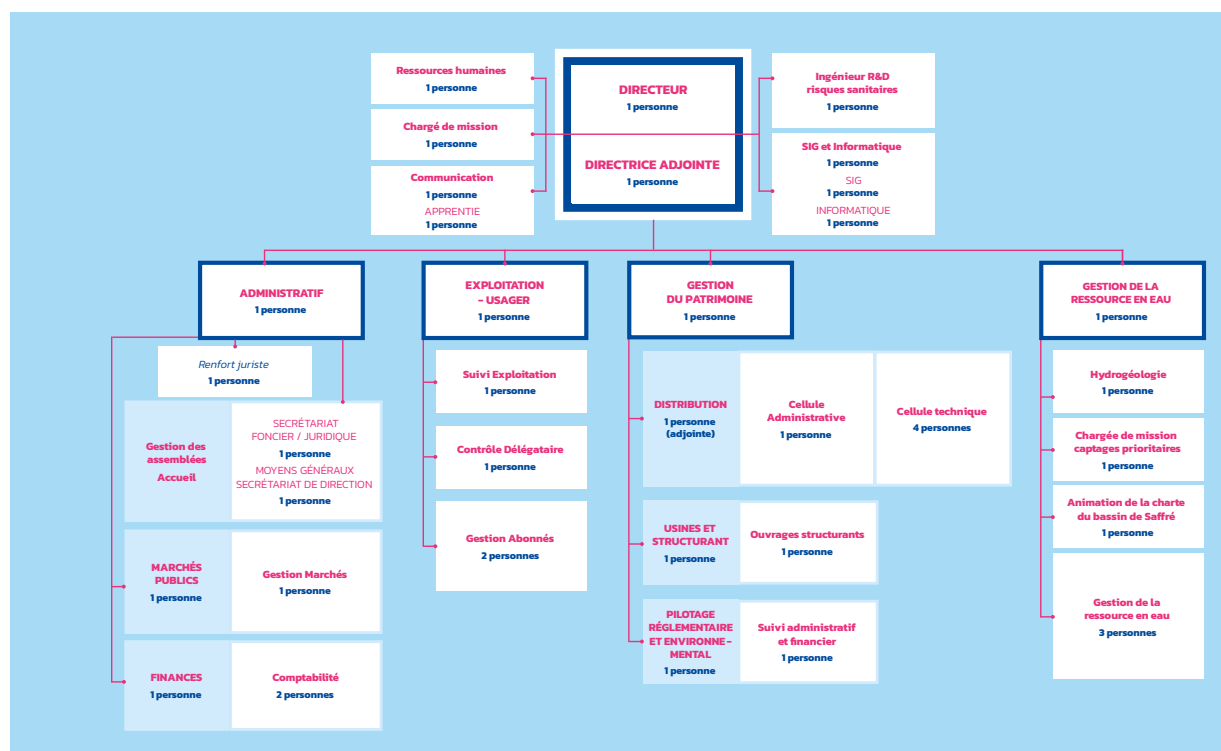 Ressources humaines
1 personne
Chargé de mission
1 personne
Communication
1 personne
APPRENTIE
1 personne
DIRECTEUR
1 personne
DIRECTRICE ADJOINTE
1 personne
Ingénieur R&D
risques sanitaires
1 personne
SIG et Informatique
1 personne
SIG
1 personne
INFORMATIQUE
1 personne
ADMINISTRATIF
1 personne
Renfort juriste
1 personne
Gestion des
assemblées
Accueil
SECRÉTARIAT
FONCIER / JURIDIQUE
1 personne
MOYENS GÉNÉRAUX
SECRÉTARIAT DE DIRECTION
1 personne
MARCHÉS
PUBLICS
1 personne
Gestion Marchés
1 personne
FINANCES
1 personne
Comptabilité
2 personnes
EXPLOITATION
– USAGER
1 personne
Suivi Exploitation
1 personne
Contrôle Délégataire
1 personne
Gestion Abonnés
2 personnes
GESTION
DU PATRIMOINE
1 personne
DISTRIBUTION
1 personne
(adjointe)
Cellule
Administrative
1 personne
Cellule technique
4 personnes
USINES ET
STRUCTURANT
1 personne
Ouvrages structurants
1 personne
PILOTAGE
RÉGLEMENTAIRE
ET ENVIRONNE–
MENTAL
1 personne
Suivi administratif
et financier
1 personne
GESTION DE LA
RESSOURCE EN EAU
1 personne
Hydrogéologie
1 personne
Chargée de mission
captages prioritaires
1 personne
Animation de la charte
du bassin de Saffré
1 personne
Gestion de la
ressource en eau
3 personnes